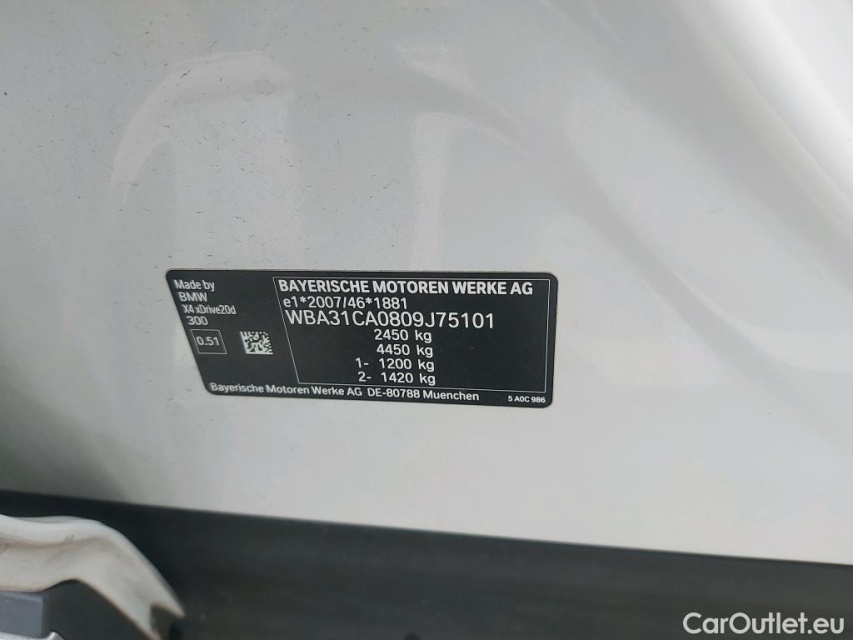 Made by
BMW
X4 xDrive20d
300
0.51
BAYERISCHE MOTOREN WERKE AG
e1*2007/46*1881
WBA31CA0809J75101
2450 kg
4450 kg
1- 1200 kg
2- 1420 kg
Bayerische Motoren Werke AG DE-80788 Muenchen
5 A0C 986
CarOutlet.eu